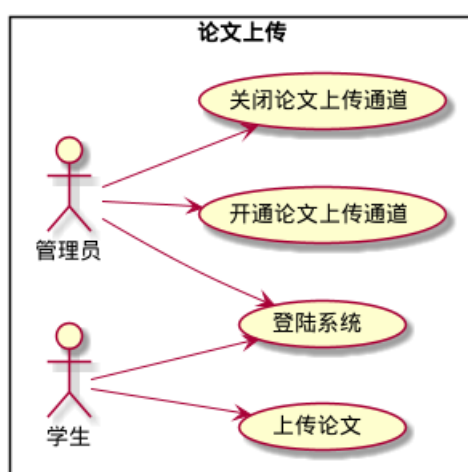 论文上传
关闭论文上传通道
开通论文上传通道
管理员
登陆系统
上传论文
学生